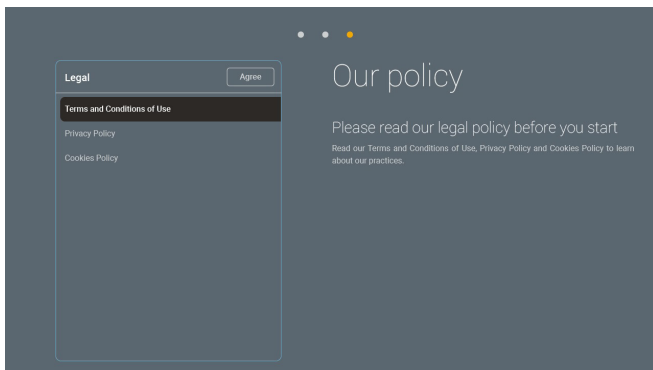 Legal
Agree
Terms and Conditions of Use
Privacy Policy
Cookies Policy
Our policy
Please read our legal policy before you start
Read our Terms and Conditions of Use, Privacy Policy and Cookies Policy to learn
about our practices.